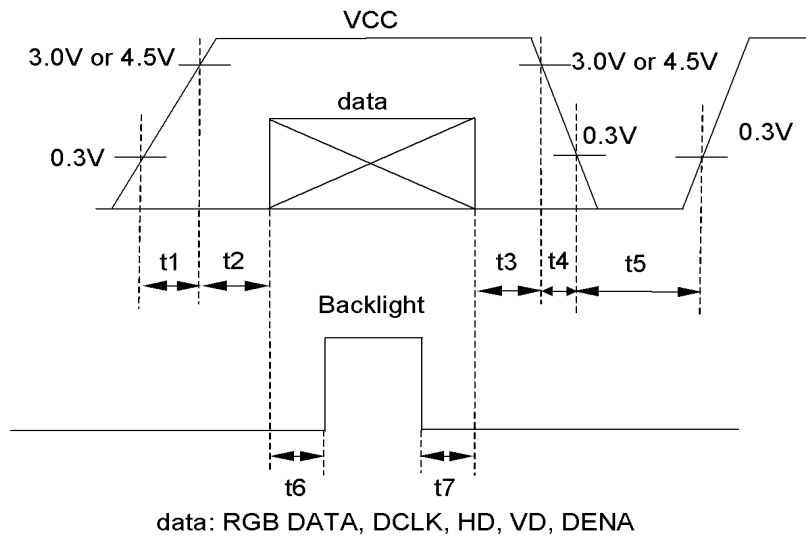 VCC
3.0V or 4.5V
3.0V or 4.5V
data
0.3V
0.3V
0.3V
t1
t2
t3
t4
t5
Backlight
t6
t7
data: RGB DATA, DCLK, HD, VD, DENA